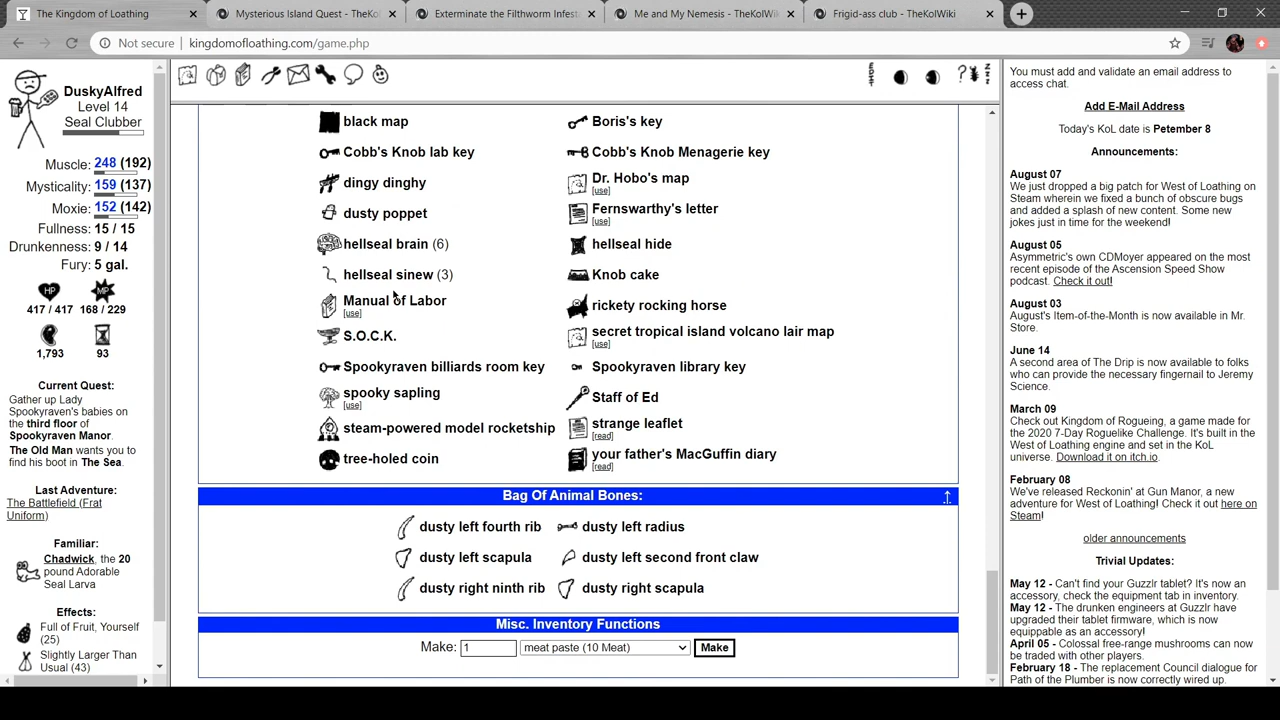 The Kingdom of Loathing
Mysterious Island Quest - TheKol
Exterminate the Filthworm Infest
Me and My Nemesis - TheKolWiki
Frigid-ass club - TheKolWiki
Not secure
kingdomofloathing.com/game.php
DuskyAlfred
Level 14
Seal Clubber
Muscle: 248 (192)
Mysticality: 159 (137)
Moxie: 152 (142)
Fullness: 15 / 15
Drunkenness: 9 / 14
Fury: 5 gal.
HP MP
417 / 417 168 / 229
1,793 93
Current Quest:
Gather up Lady
Spookyraven's babies on
the third floor of
Spookyraven Manor.
The Old Man wants you to
find his boot in The Sea.
Last Adventure:
The Battlefield (Frat
Uniform)
Familiar:
Chadwick, the 20
pound Adorable
Seal Larva
Effects:
Full of Fruit, Yourself
(25)
Slightly Larger Than
Usual (43)
black map
Boris's key
Cobb's Knob lab key
Cobb's Knob Menagerie key
dingy dinghy
Dr. Hobo's map
[use]
dusty poppet
Fernswarthy's letter
[use]
hellseal brain (6)
hellseal hide
hellseal sinew (3)
Knob cake
Manual of Labor
[use]
rickety rocking horse
S.O.C.K.
secret tropical island volcano lair map
[use]
Spookyraven billiards room key
Spookyraven library key
spooky sapling
[use]
Staff of Ed
steam-powered model rocketship
strange leaflet
[read]
tree-holed coin
your father's MacGuffin diary
[read]
Bag Of Animal Bones:
dusty left fourth rib
dusty left radius
dusty left scapula
dusty left second front claw
dusty right ninth rib
dusty right scapula
Misc. Inventory Functions
Make: 1 meat paste (10 Meat) Make
You must add and validate an email address to
access chat.
Add E-Mail Address
Today's KoL date is Petember 8
Announcements:
August 07
We just dropped a big patch for West of Loathing on
Steam wherein we fixed a bunch of obscure bugs
and added a splash of new content. Some new
jokes just in time for the weekend!
August 05
Asymmetric's own CDMoyer appeared on the most
recent episode of the Ascension Speed Show
podcast. Check it out!
August 03
August's Item-of-the-Month is now available in Mr.
Store.
June 14
A second area of The Drip is now available to folks
who can provide the necessary fingernail to Jeremy
Science.
March 09
Check out Kingdom of Rogueing, a game made for
the 2020 7-Day Roguelike Challenge. It's built in the
West of Loathing engine and set in the KoL
universe. Download it on itch io.
February 08
We've released Reckonin' at Gun Manor, a new
adventure for West of Loathing! Check it out here on
Steam!
older announcements
Trivial Updates:
May 12 - Can't find your Guzzlr tablet? It's now an
accessory, check the equipment tab in inventory.
May 12 - The drunken engineers at Guzzlr have
upgraded their tablet firmware, which is now
equippable as an accessory!
April 05 - Colossal free-range mushrooms can now
be traded with other players.
February 18 - The replacement Council dialogue for
Path of the Plumber is now correctly wired up.